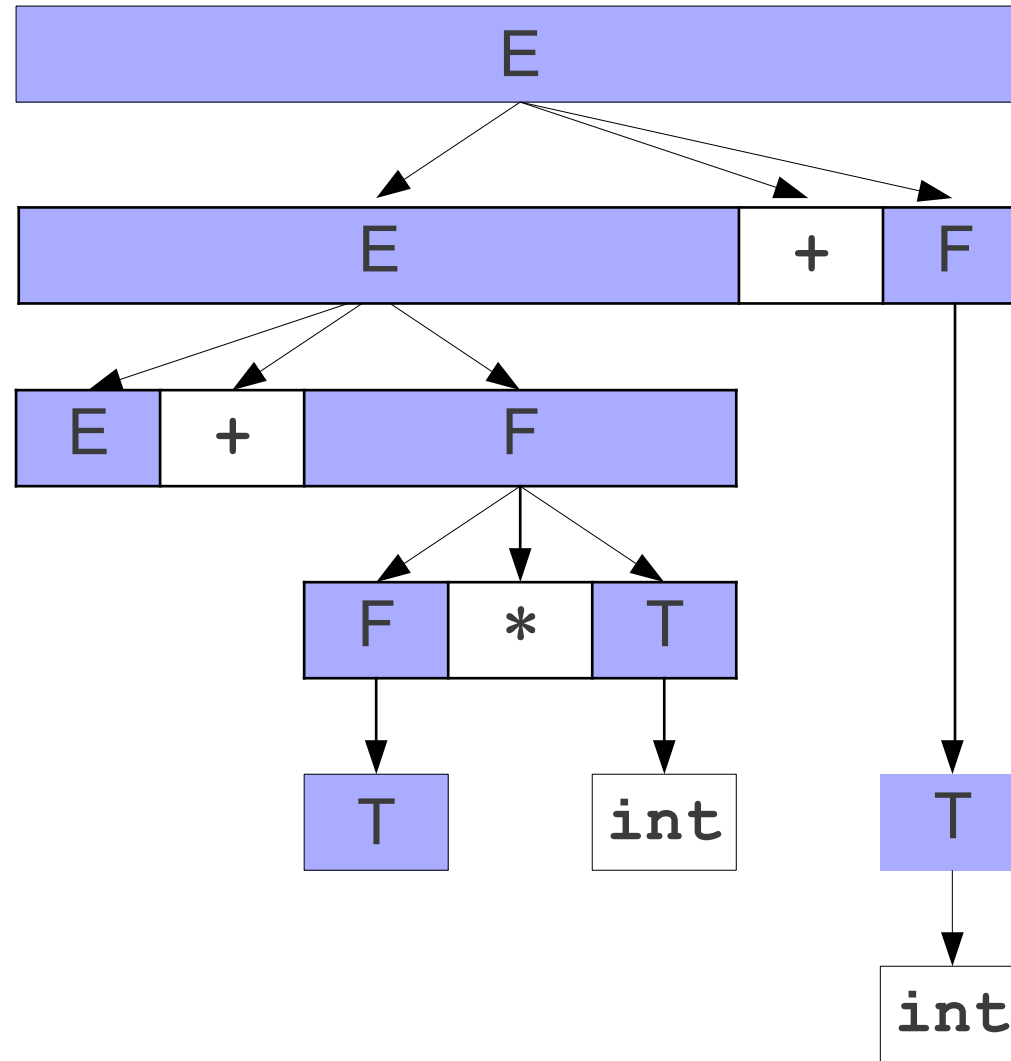 E
E + F
E + F
F * T
T int T
int